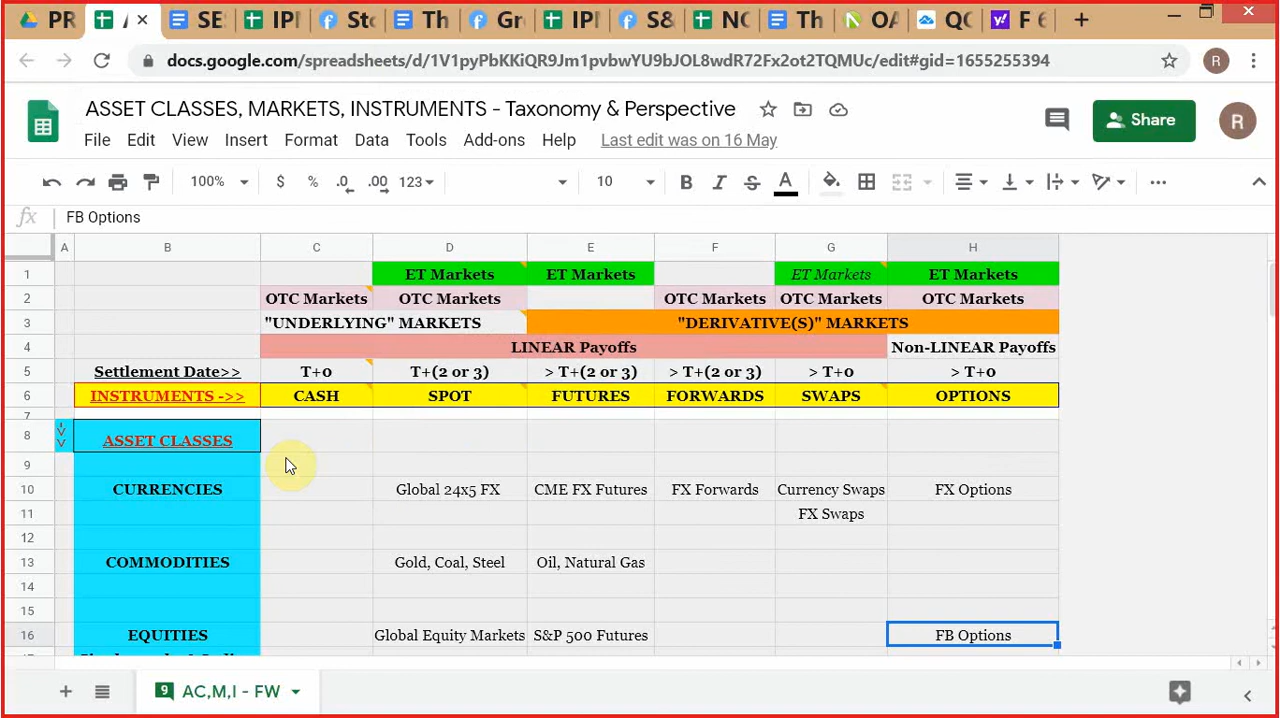 PR
A
SE
IPI
Sto
Th
Gr
IPI
S&
NC
Th
OA
QC
F 6
docs.google.com/spreadsheets/d/1V1pyPbKKiQR9Jm1pvbwYU9bJOL8wdR72Fx2ot2TQMUc/edit#gid=1655255394
R
ASSET CLASSES, MARKETS, INSTRUMENTS - Taxonomy & Perspective
Share
R
File Edit View Insert Format Data Tools Add-ons Help Last edit was on 16 May
100% $ % .0 .00 123 10 B I S A
fx FB Options
A B C D E F G H
1 ET Markets ET Markets ET Markets ET Markets
2 OTC Markets OTC Markets OTC Markets OTC Markets OTC Markets
3 "UNDERLYING" MARKETS "DERIVATIVE(S)" MARKETS
4 LINEAR Payoffs Non-LINEAR Payoffs
5 Settlement Date>> T+0 T+(2 or 3) > T+(2 or 3) > T+(2 or 3) > T+0 > T+0
6 INSTRUMENTS ->> CASH SPOT FUTURES FORWARDS SWAPS OPTIONS
7
8 ASSET CLASSES
9
10 CURRENCIES Global 24x5 FX CME FX Futures FX Forwards Currency Swaps FX Options
11 FX Swaps
12
13 COMMODITIES Gold, Coal, Steel Oil, Natural Gas
14
15
16 EQUITIES Global Equity Markets S&P 500 Futures FB Options
9 AC,M,I - FW